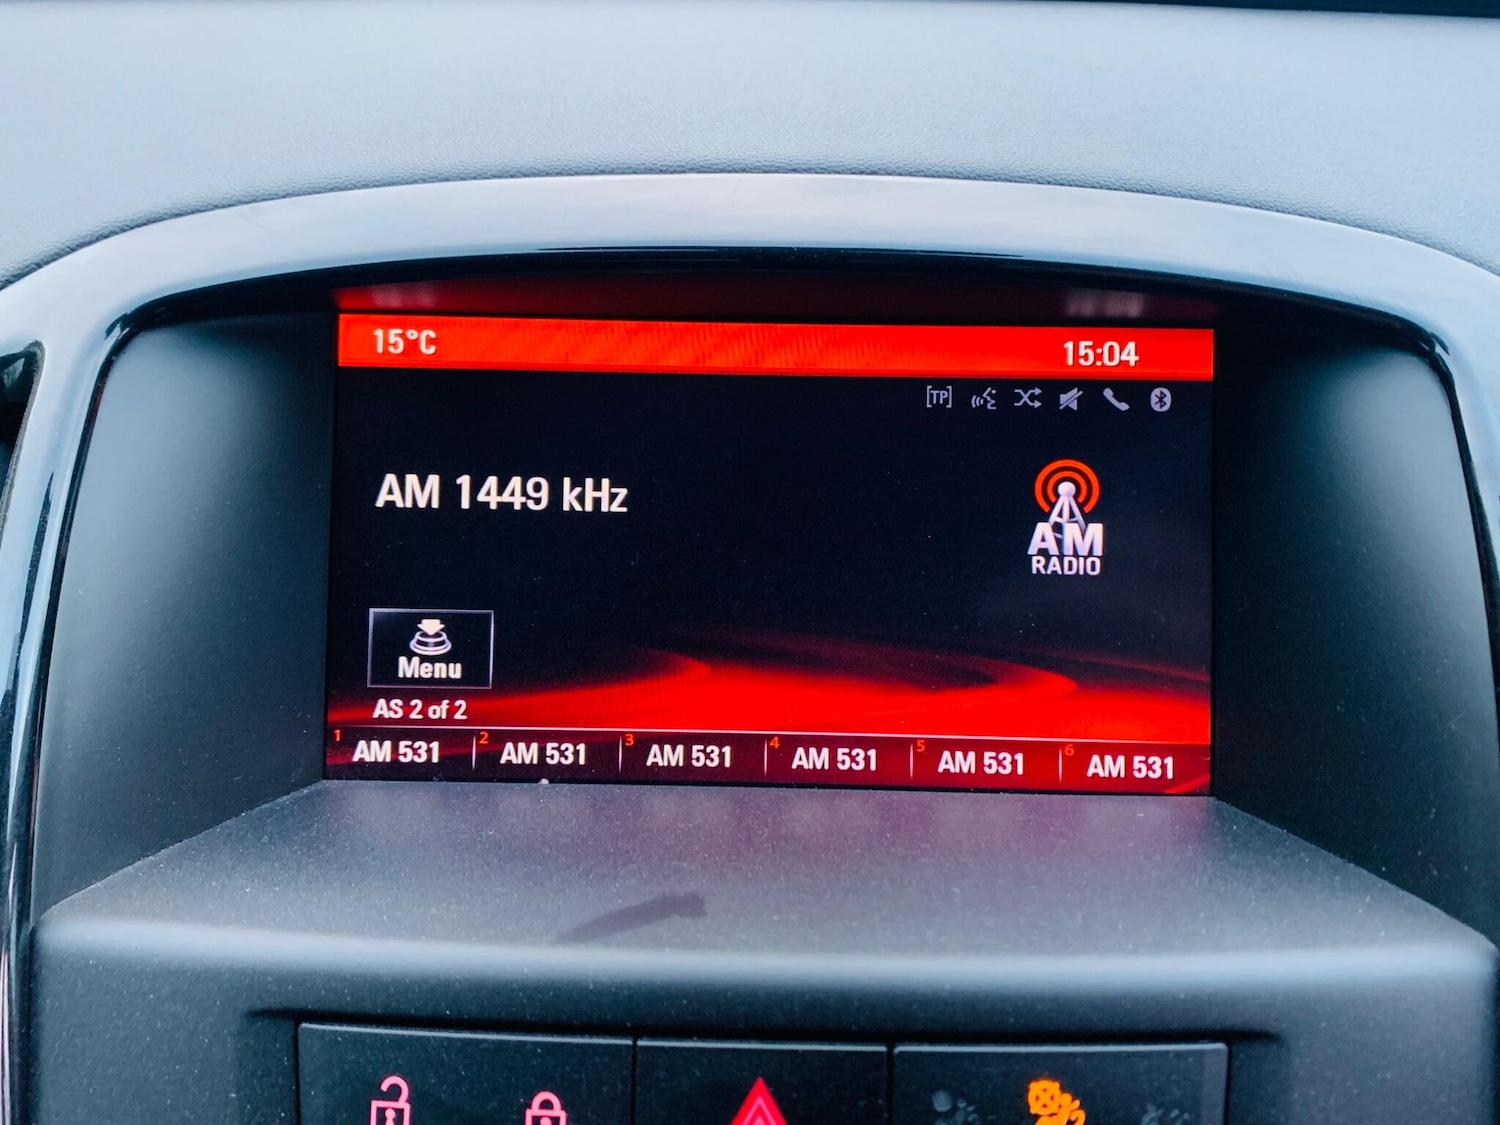 15°C 15:04
[TP]
AM 1449 kHz
AM
RADIO
Menu
AS 2 of 2
1 AM 531 2 AM 531 3 AM 531 4 AM 531 5 AM 531 6 AM 531